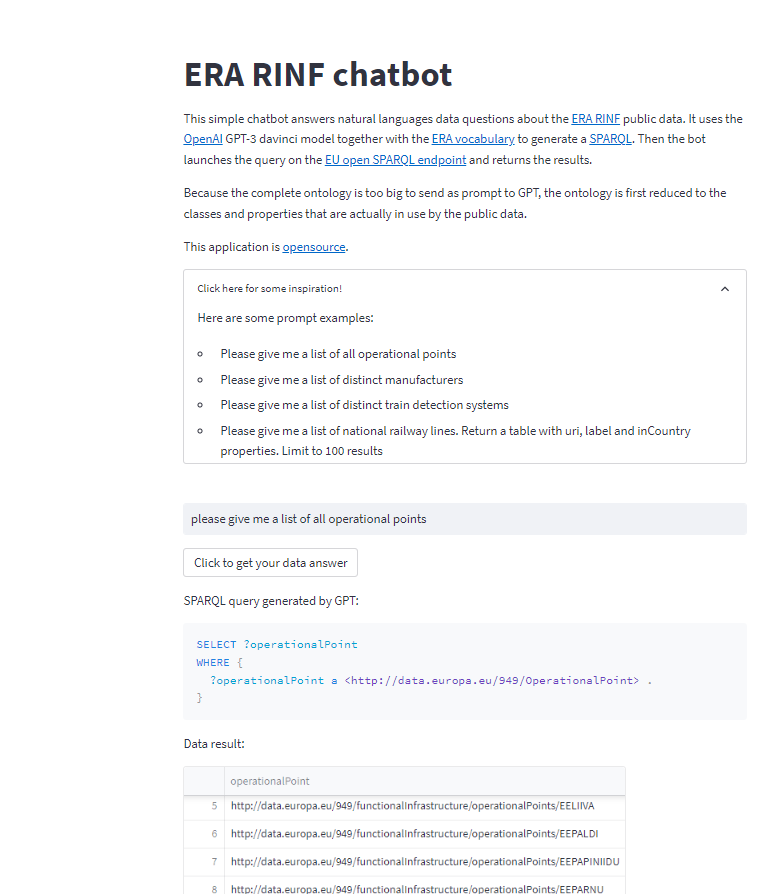 ERA RINF chatbot
This simple chatbot answers natural languages data questions about the ERA RINF public data. It uses the
OpenAI GPT-3 davinci model together with the ERA vocabulary to generate a SPARQL. Then the bot
launches the query on the EU open SPARQL endpoint and returns the results.
Because the complete ontology is too big to send as prompt to GPT, the ontology is first reduced to the
classes and properties that are actually in use by the public data.
This application is opensource.
Click here for some inspiration!
Here are some prompt examples:
Please give me a list of all operational points
Please give me a list of distinct manufacturers
Please give me a list of distinct train detection systems
Please give me a list of national railway lines. Return a table with uri, label and inCountry
properties. Limit to 100 results
please give me a list of all operational points
Click to get your data answer
SPARQL query generated by GPT:
SELECT ?operationalPoint
WHERE {
  ?operationalPoint a <http://data.europa.eu/949/OperationalPoint> .
}
Data result:
operationalPoint
5 http://data.europa.eu/949/functionalInfrastructure/operationalPoints/EELIIVA
6 http://data.europa.eu/949/functionalInfrastructure/operationalPoints/EEPALDI
7 http://data.europa.eu/949/functionalInfrastructure/operationalPoints/EEPAPINIIDU
8 http://data.europa.eu/949/functionalInfrastructure/operationalPoints/EEPARNU